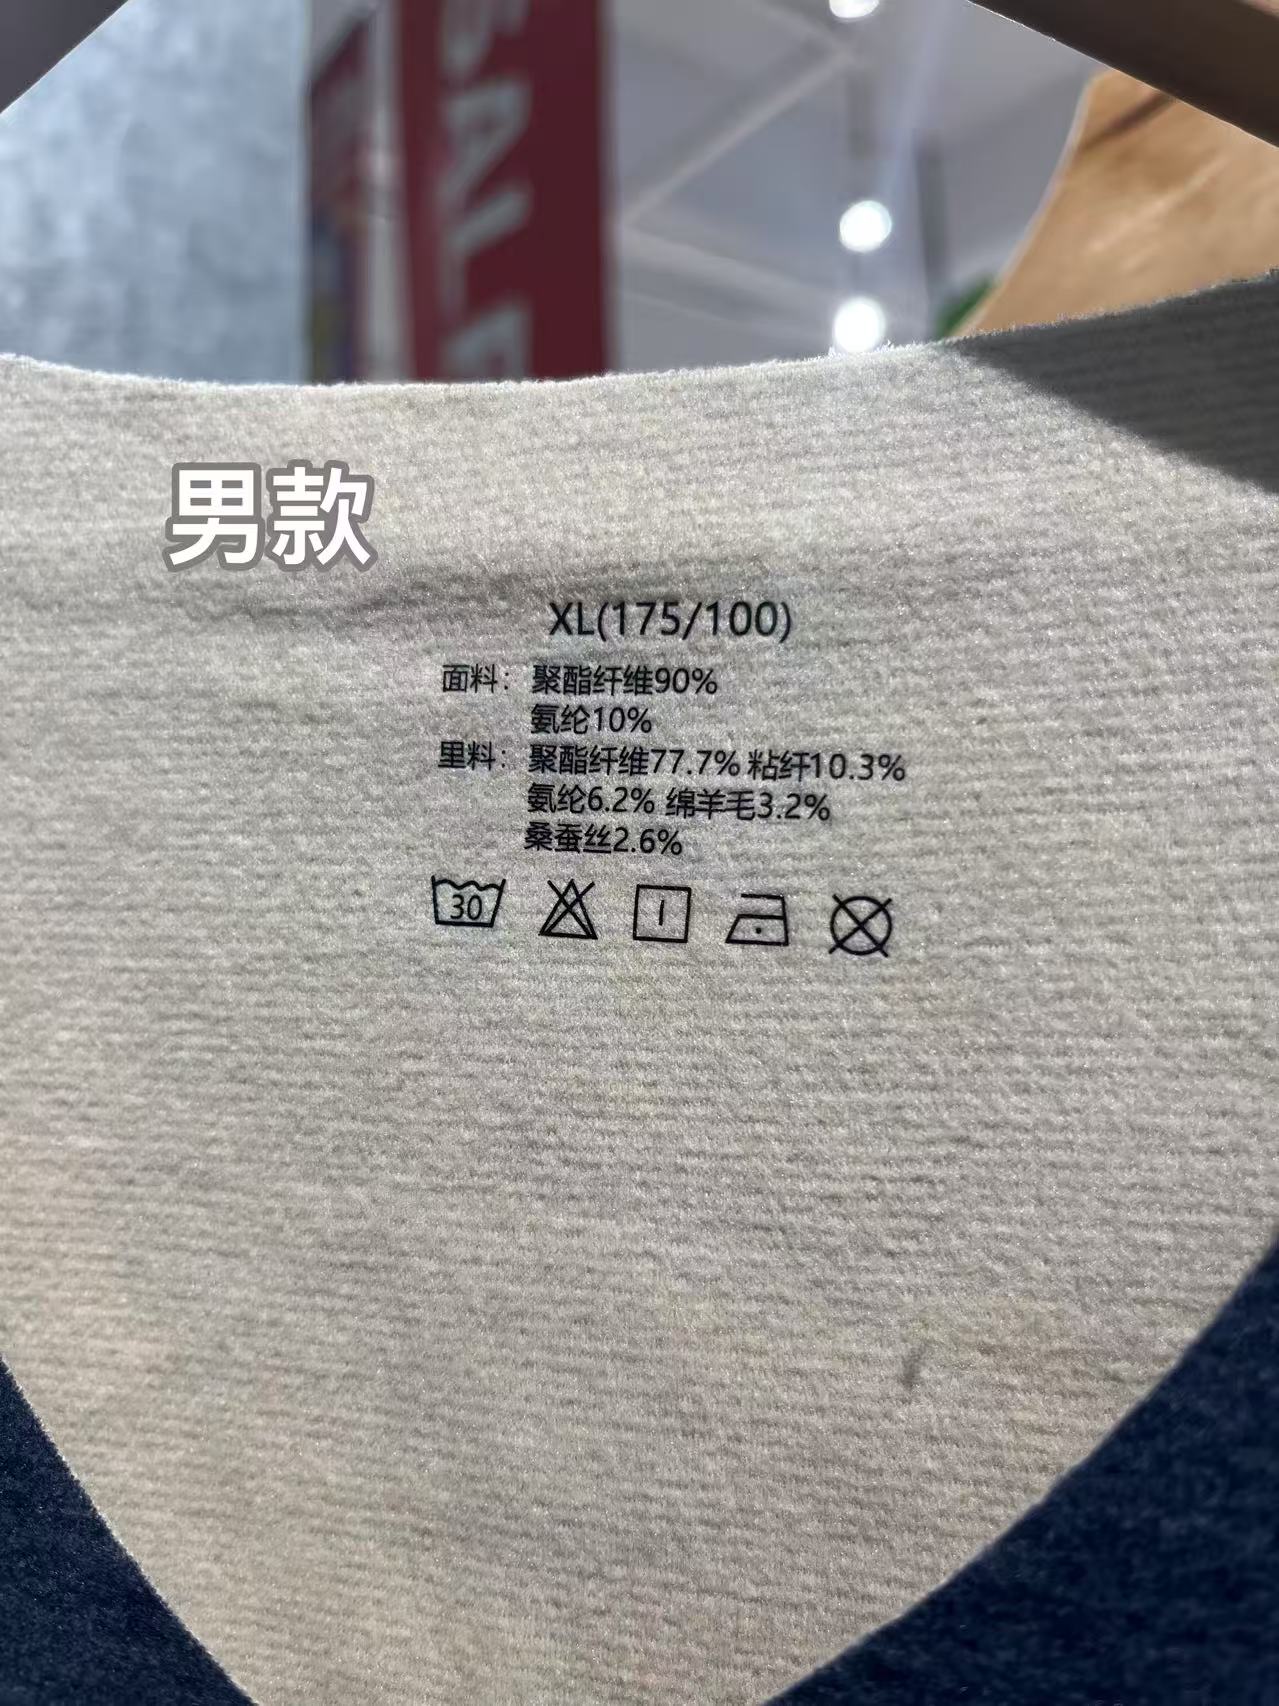 SALE
男款
XL(175/100)
面料：聚酯纤维90%
氨纶10%
里料：聚酯纤维77.7% 粘纤10.3%
氨纶6.2% 绵羊毛3.2%
桑蚕丝2.6%
30